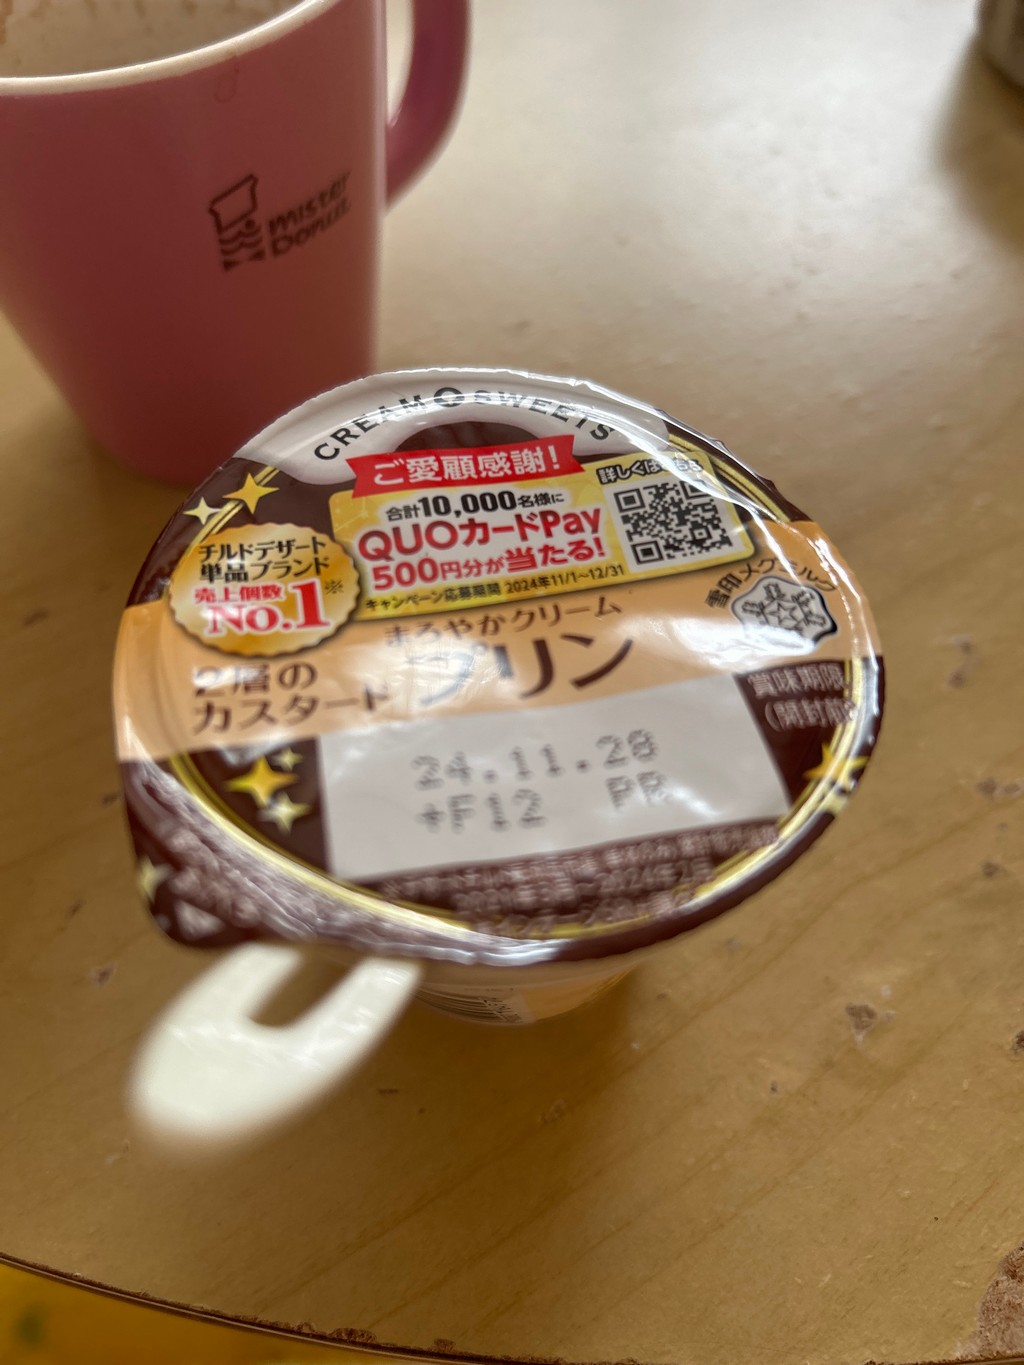 mister
Donut
CREAM SWEETS
ご愛顧感謝!
詳しくは
合計10,000名様に
QUOカードPay
500円分が当たる!
キャンペーン応募期間 2024年11/1~12/31
チルドデザート
単品ブランド
売上個数※
No.1
雪印メグミルク
まろやかクリーム
プリン
2層の
カスタード
賞味期限
(開封前
24.11.28